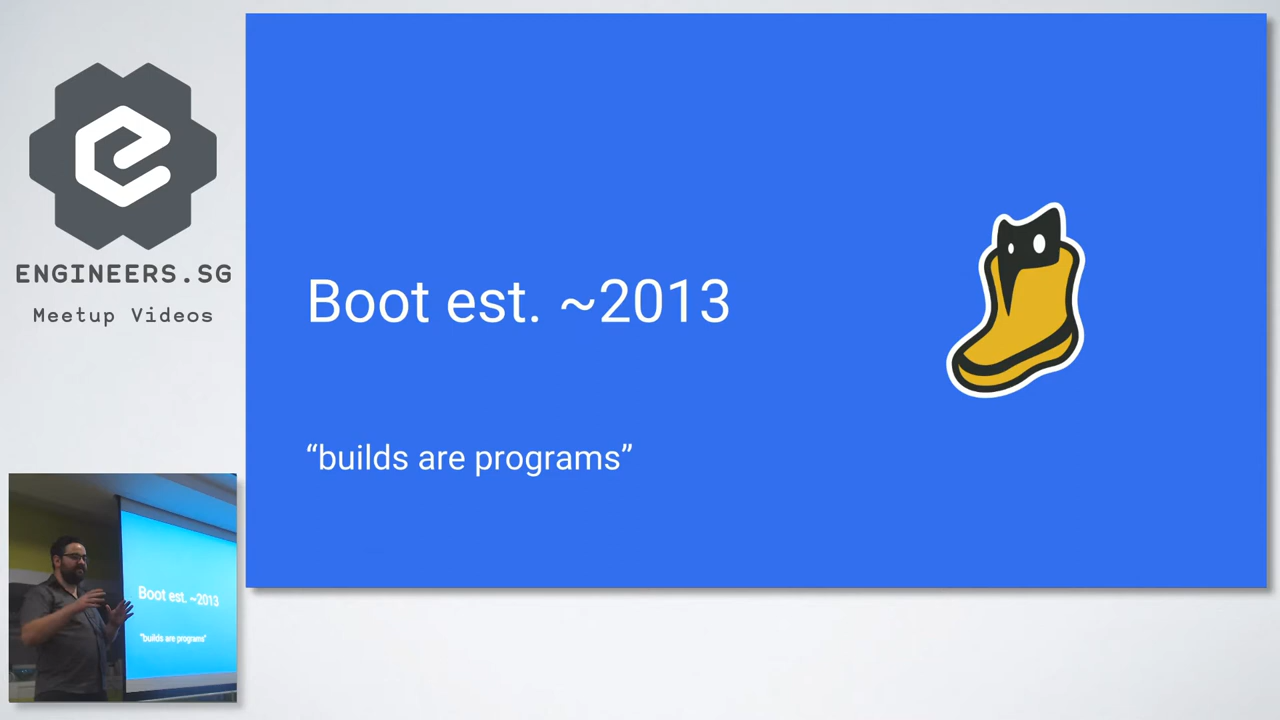 ENGINEERS.SG
Meetup Videos
Boot est. ~2013
“builds are programs”
Boot est. ~2013
“builds are programs”